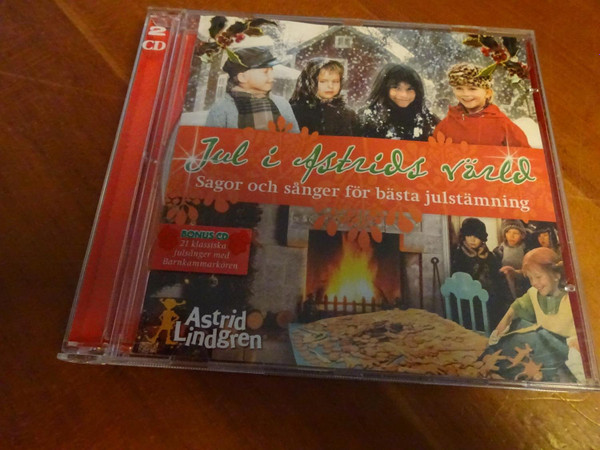 2
CD
Jul i Astrids värld
Sagor och sånger för bästa julstämning
BONUS CD
21 klassiska
julsånger med
Barnkammarkören
Astrid
Lindgren